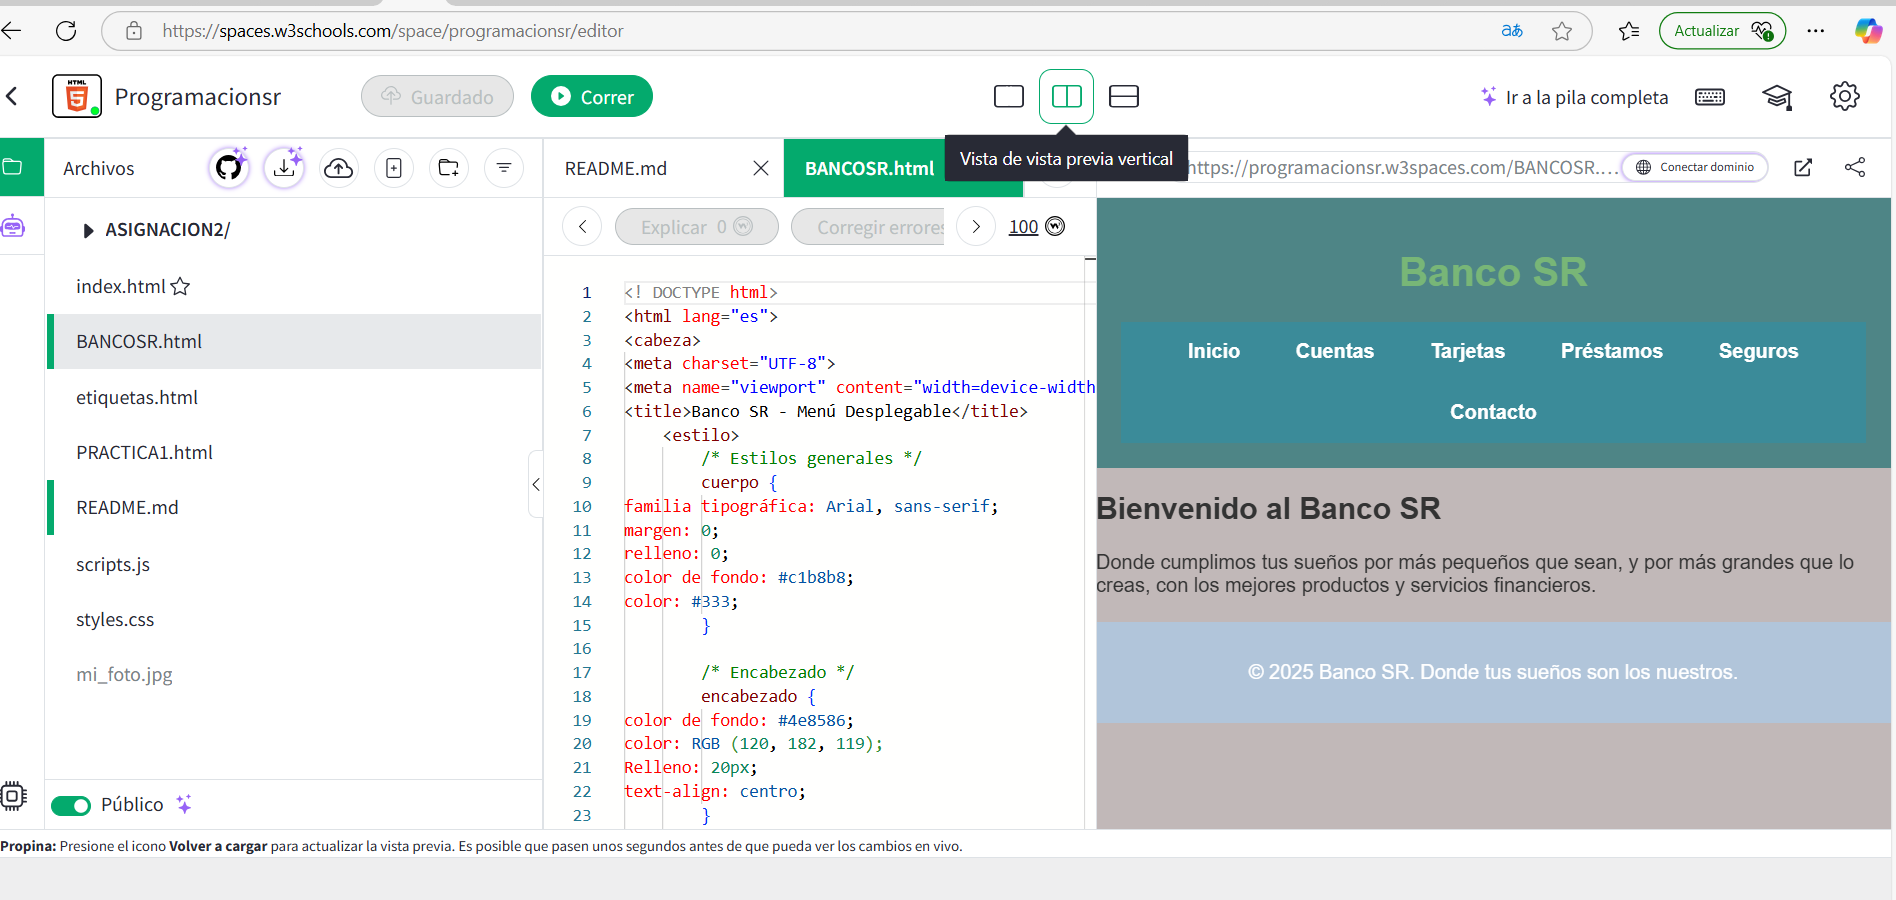 https://spaces.w3schools.com/space/programacionsr/editor
aあ
Actualizar
HTML
5
Programacionsr
Guardado
Correr
Ir a la pila completa
Vista de vista previa vertical
Archivos
README.md
BANCOSR.html
https://programacionsr.w3spaces.com/BANCOSR....
Conectar dominio
ASIGNACION2/
index.html
BANCOSR.html
etiquetas.html
PRACTICA1.html
README.md
scripts.js
styles.css
mi_foto.jpg
Público
Explicar 0
Corregir errores
100
1 <! DOCTYPE html>
2 <html lang="es">
3 <cabeza>
4 <meta charset="UTF-8">
5 <meta name="viewport" content="width=device-width
6 <title>Banco SR - Menú Desplegable</title>
7 <estilo>
8 /* Estilos generales */
9 cuerpo {
10 familia tipográfica: Arial, sans-serif;
11 margen: 0;
12 relleno: 0;
13 color de fondo: #c1b8b8;
14 color: #333;
15 }
16
17 /* Encabezado */
18 encabezado {
19 color de fondo: #4e8586;
20 color: RGB (120, 182, 119);
21 Relleno: 20px;
22 text-align: centro;
23 }
Banco SR
Inicio Cuentas Tarjetas Préstamos Seguros
Contacto
Bienvenido al Banco SR
Donde cumplimos tus sueños por más pequeños que sean, y por más grandes que lo
creas, con los mejores productos y servicios financieros.
© 2025 Banco SR. Donde tus sueños son los nuestros.
Propina: Presione el icono Volver a cargar para actualizar la vista previa. Es posible que pasen unos segundos antes de que pueda ver los cambios en vivo.